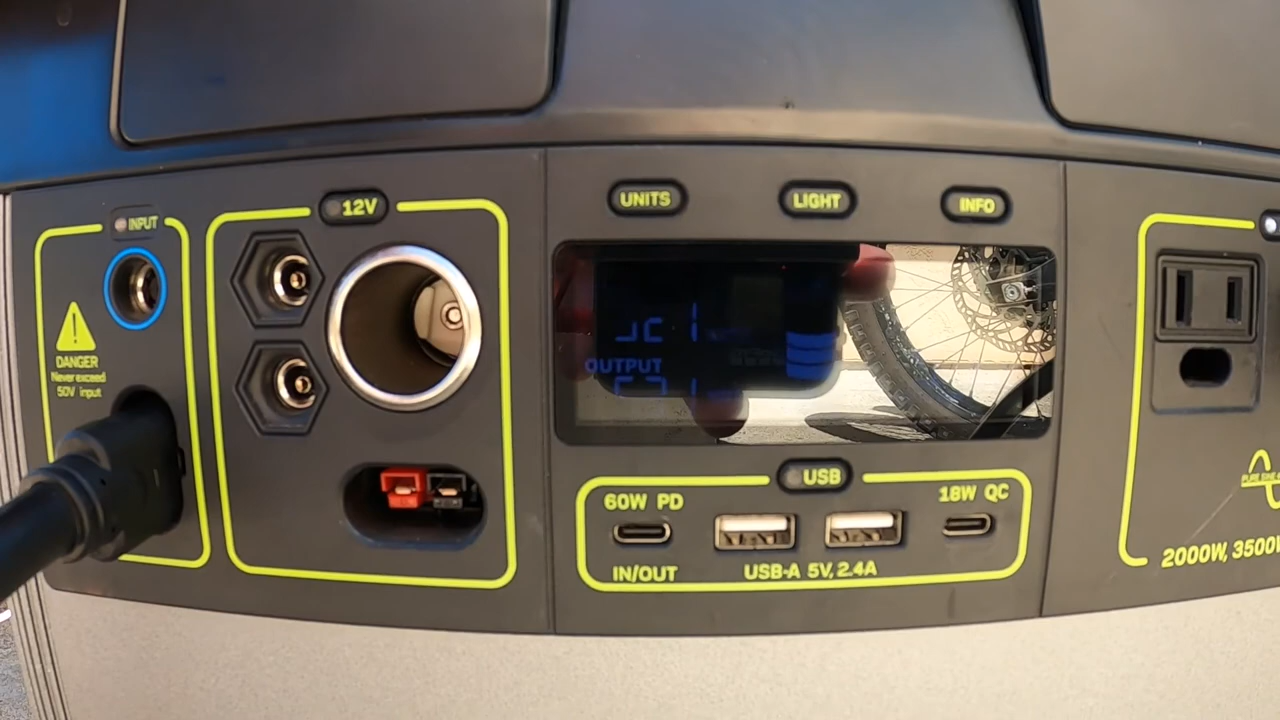 INPUT
DANGER
Never exceed
50V input
12V
UNITS
LIGHT
INFO
OUTPUT
USB
60W PD
18W QC
IN/OUT
USB-A 5V, 2.4A
2000W, 3500W